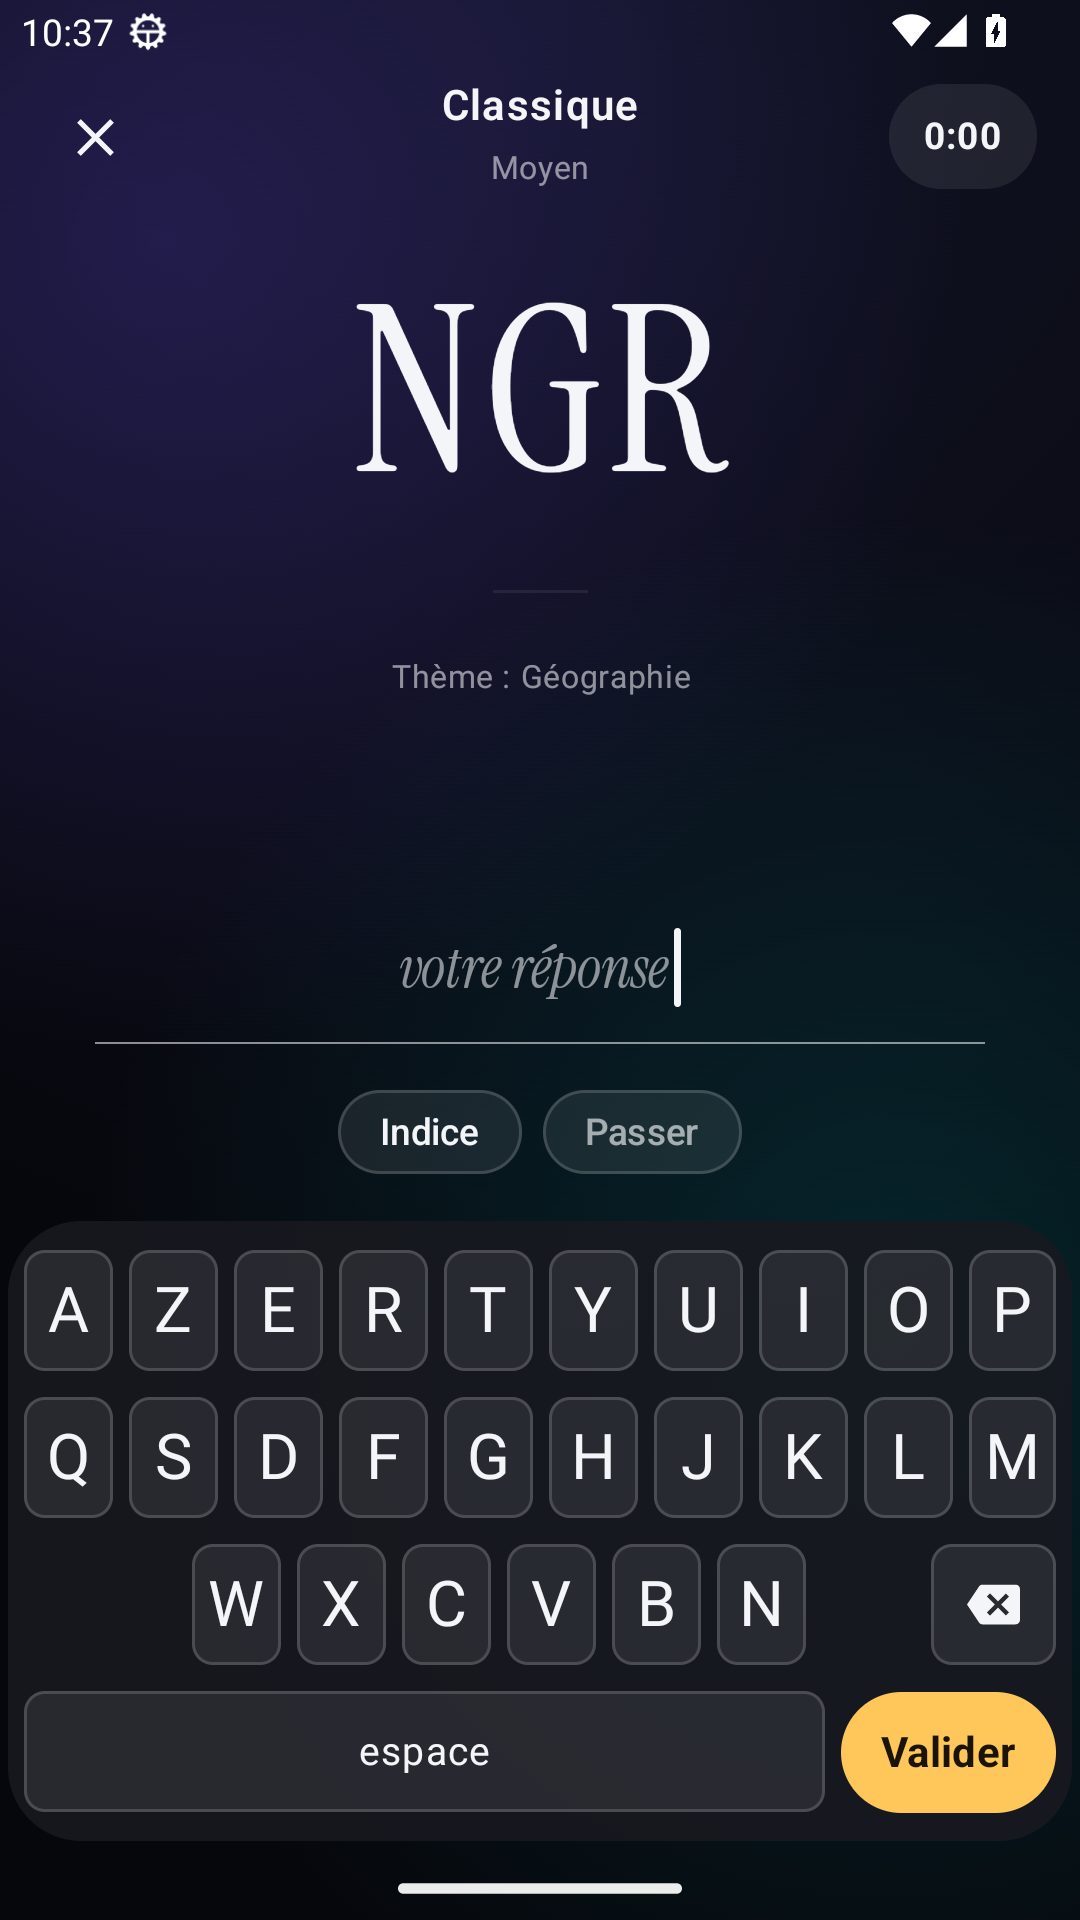 10:37
Classique
Moyen
0:00
NGR
Thème : Géographie
votre réponse
Indice Passer
A Z E R T Y U I O P
Q S D F G H J K L M
W X C V B N
espace Valider